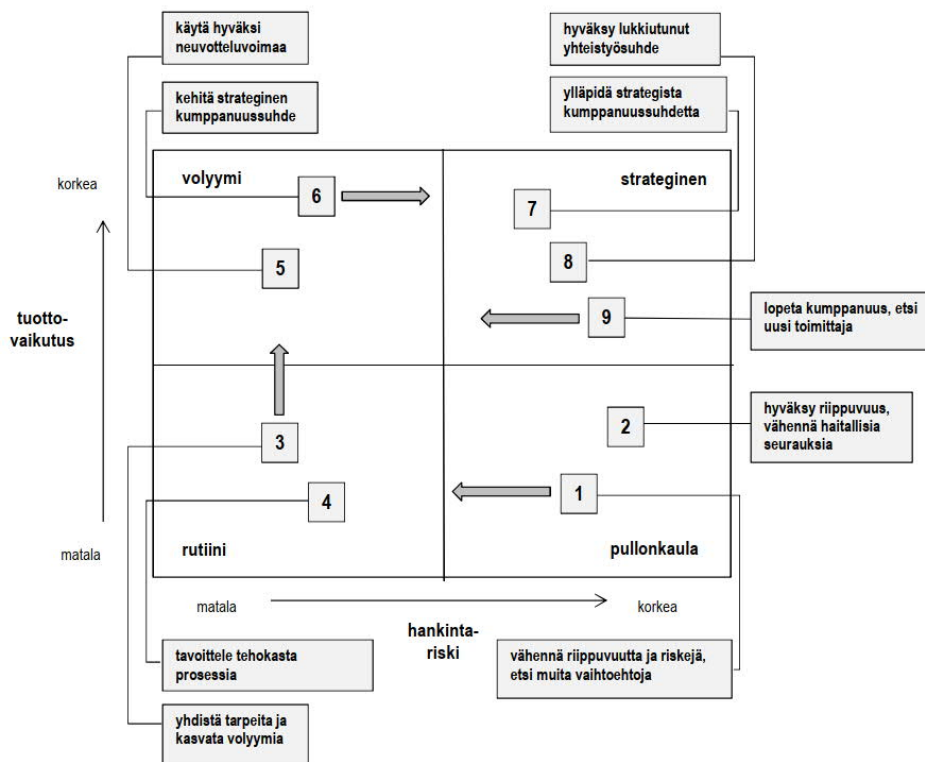 käytä hyväksi
neuvotteluvoimaa
hyväksy lukkiutunut
yhteistyösuhde
kehitä strateginen
kumppanuussuhde
ylläpidä strategista
kumppanuussuhdetta
volyymi
strateginen
korkea
6
7
5
8
tuotto-
vaikutus
9
lopeta kumppanuus, etsi
uusi toimittaja
hyväksy riippuvuus,
vähennä haitallisia
seurauksia
2
3
4
1
matala
rutiini
pullonkaula
matala
korkea
hankinta-
riski
tavoittele tehokasta
prosessia
vähennä riippuvuutta ja riskejä,
etsi muita vaihtoehtoja
yhdistä tarpeita ja
kasvata volyymia